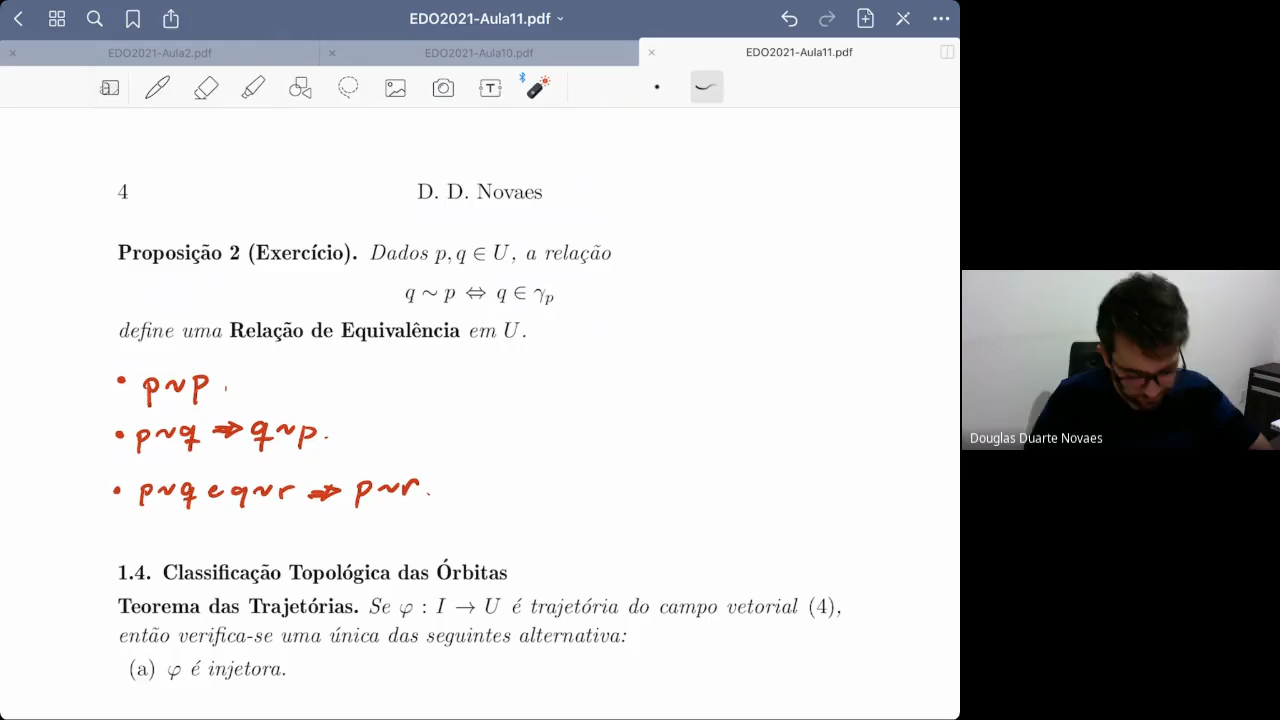 EDO2021-Aula11.pdf
EDO2021-Aula2.pdf
EDO2021-Aula10.pdf
EDO2021-Aula11.pdf
4 D. D. Novaes
Proposição 2 (Exercício). Dados p, q ∈ U, a relação
q ∼ p ⇔ q ∈ γₚ
define uma Relação de Equivalência em U.
• p ∼ p.
• p ∼ q ⇒ q ∼ p.
• p ∼ q e q ∼ r ⇒ p ∼ r.
1.4. Classificação Topológica das Órbitas
Teorema das Trajetórias. Se φ : I → U é trajetória do campo vetorial (4),
então verifica-se uma única das seguintes alternativa:
(a) φ é injetora.
Douglas Duarte Novaes